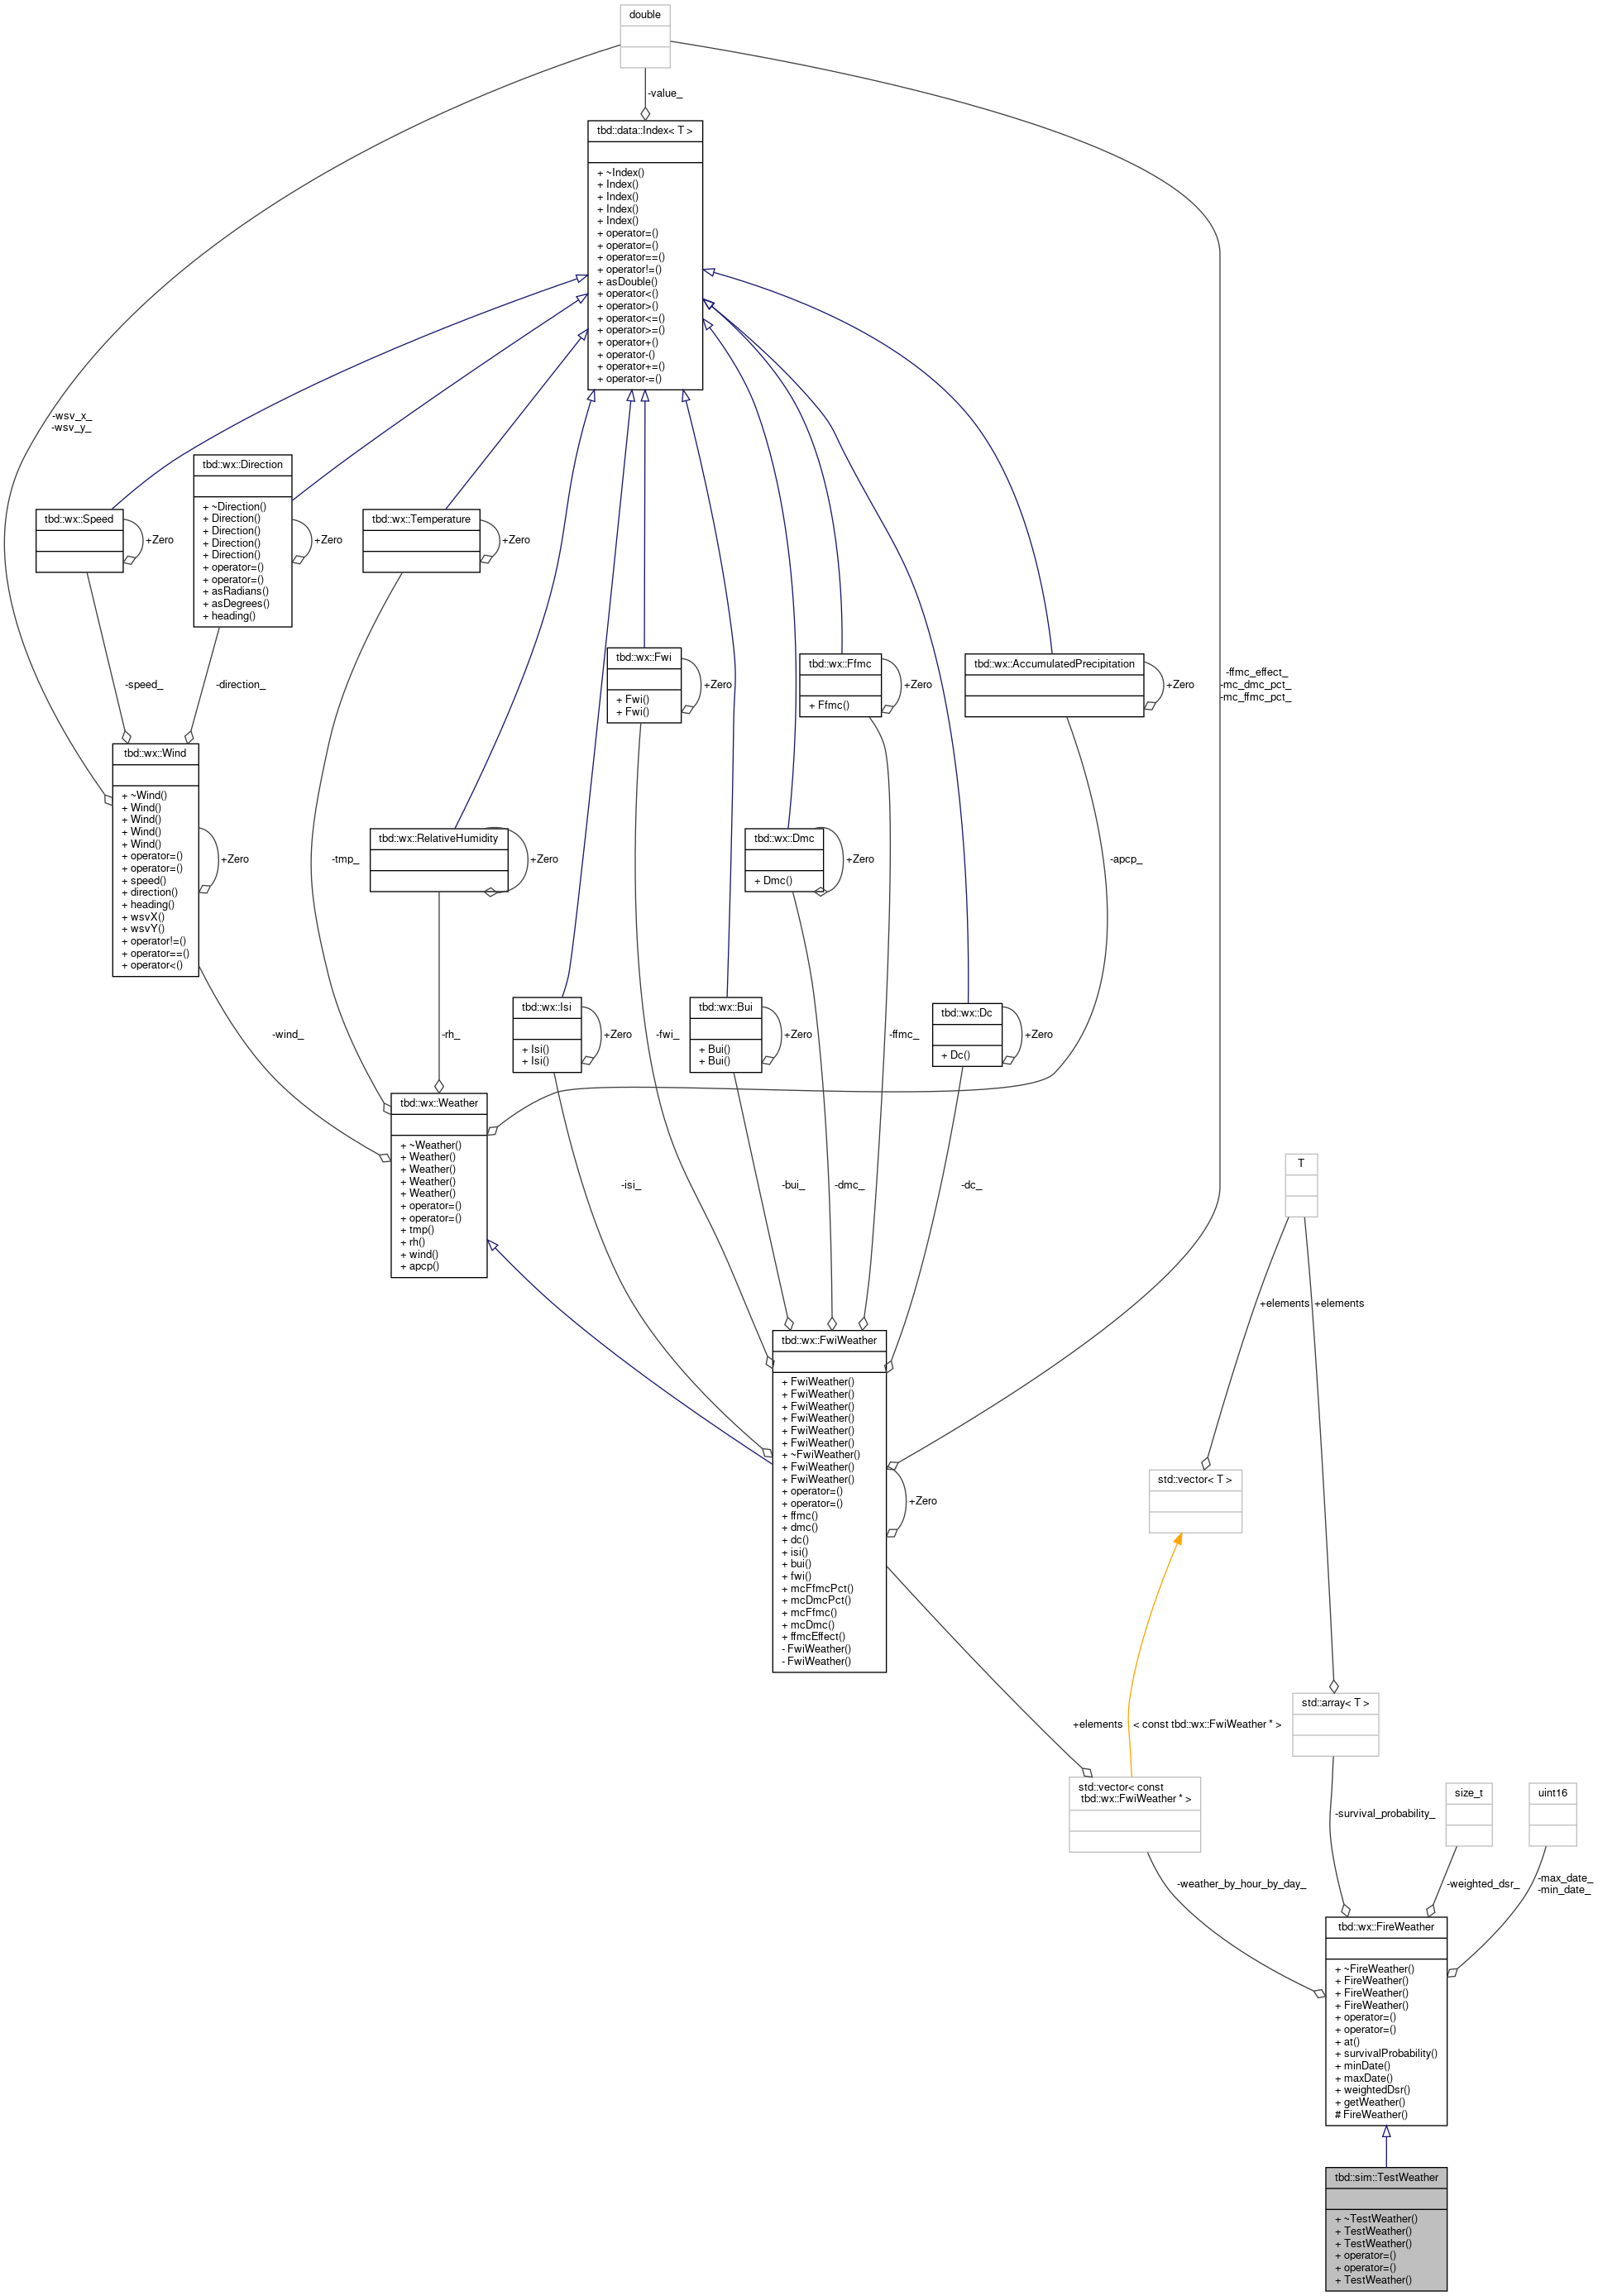 double
-value_
tbd::data::Index< T >
+ ~Index()
+ Index()
+ Index()
+ Index()
+ Index()
+ operator=()
+ operator=()
+ operator==()
+ operator!=()
+ asDouble()
+ operator<()
+ operator>()
+ operator<=()
+ operator>=()
+ operator+()
+ operator-()
+ operator+=()
+ operator-=()
-wsv_x_
-wsv_y_
tbd::wx::Direction
+ ~Direction()
+ Direction()
+ Direction()
+ Direction()
+ Direction()
+ operator=()
+ operator=()
+ asRadians()
+ asDegrees()
+ heading()
+Zero
tbd::wx::Speed
+Zero
tbd::wx::Temperature
+Zero
tbd::wx::Fwi
+ Fwi()
+ Fwi()
+Zero
tbd::wx::Ffmc
+ Ffmc()
+Zero
tbd::wx::AccumulatedPrecipitation
+Zero
-ffmc_effect_
-mc_dmc_pct_
-mc_ffmc_pct_
-speed_
-direction_
tbd::wx::Wind
+ ~Wind()
+ Wind()
+ Wind()
+ Wind()
+ Wind()
+ operator=()
+ operator=()
+ speed()
+ direction()
+ heading()
+ wsvX()
+ wsvY()
+ operator!=()
+ operator==()
+ operator<()
+Zero
-tmp_
tbd::wx::RelativeHumidity
+Zero
tbd::wx::Dmc
+ Dmc()
+Zero
-apcp_
tbd::wx::Isi
+ Isi()
+ Isi()
+Zero
tbd::wx::Bui
+ Bui()
+ Bui()
+Zero
tbd::wx::Dc
+ Dc()
+Zero
-wind_
-rh_
-fwi_
-ffmc_
tbd::wx::Weather
+ ~Weather()
+ Weather()
+ Weather()
+ Weather()
+ Weather()
+ operator=()
+ operator=()
+ tmp()
+ rh()
+ wind()
+ apcp()
-isi_
-bui_
-dmc_
-dc_
T
+elements
+elements
tbd::wx::FwiWeather
+ FwiWeather()
+ FwiWeather()
+ FwiWeather()
+ FwiWeather()
+ FwiWeather()
+ FwiWeather()
+ ~FwiWeather()
+ FwiWeather()
+ FwiWeather()
+ operator=()
+ operator=()
+ ffmc()
+ dmc()
+ dc()
+ isi()
+ bui()
+ fwi()
+ mcFfmcPct()
+ mcDmcPct()
+ mcFfmc()
+ mcDmc()
+ ffmcEffect()
- FwiWeather()
- FwiWeather()
+Zero
std::vector< T >
+elements
< const tbd::wx::FwiWeather * >
std::array< T >
std::vector< const
tbd::wx::FwiWeather * >
size_t
uint16
-survival_probability_
-weather_by_hour_by_day_
-weighted_dsr_
-max_date_
-min_date_
tbd::wx::FireWeather
+ ~FireWeather()
+ FireWeather()
+ FireWeather()
+ FireWeather()
+ operator=()
+ operator=()
+ at()
+ survivalProbability()
+ minDate()
+ maxDate()
+ weightedDsr()
+ getWeather()
# FireWeather()
tbd::sim::TestWeather
+ ~TestWeather()
+ TestWeather()
+ TestWeather()
+ operator=()
+ operator=()
+ TestWeather()